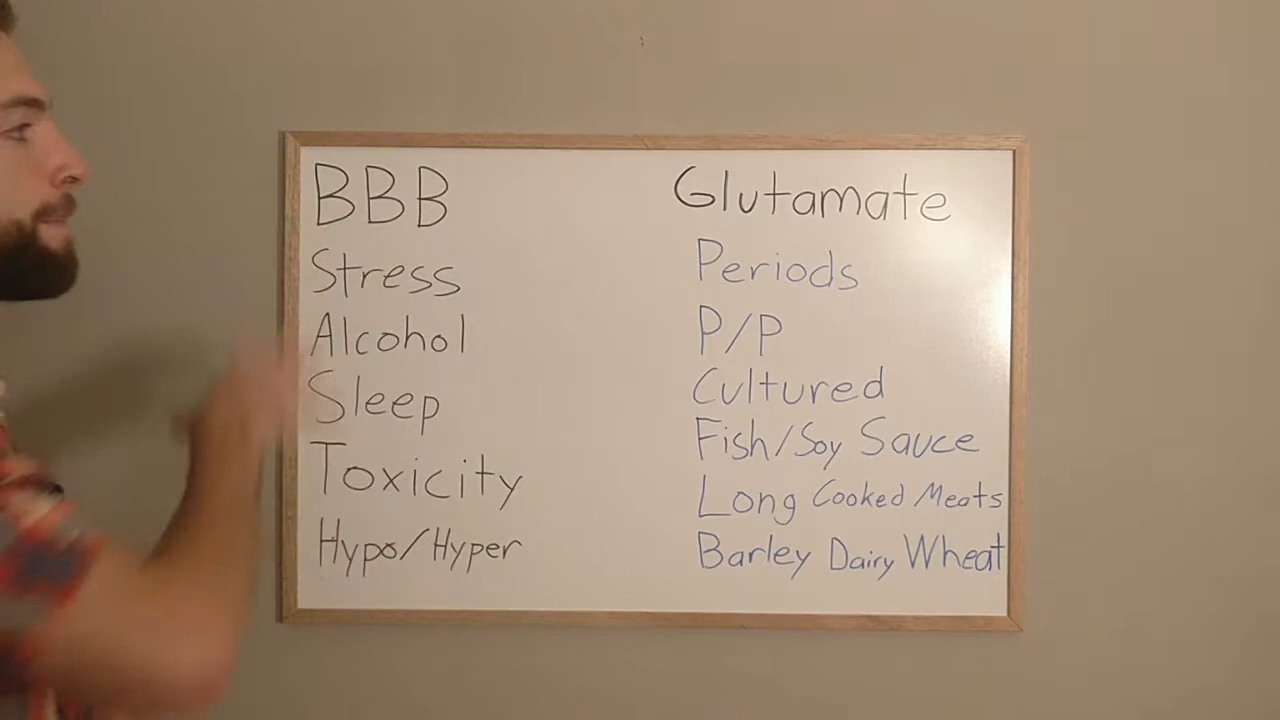 BBB
Stress
Alcohol
Sleep
Toxicity
Hypo/Hyper
Glutamate
Periods
P/P
Cultured
Fish/Soy Sauce
Long Cooked Meats
Barley Dairy Wheat